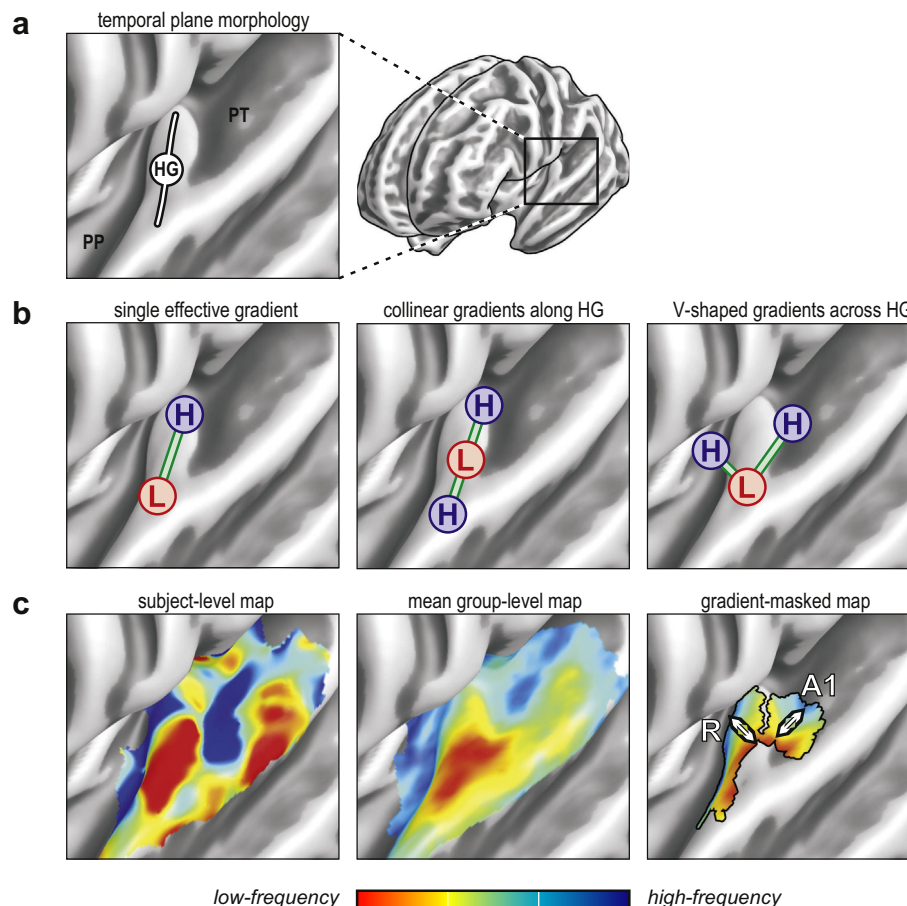 a
temporal plane morphology
PT
HG
PP
b
single effective gradient
collinear gradients along HG
V-shaped gradients across HG
H
L
H
L
H
H
H
L
c
subject-level map
mean group-level map
gradient-masked map
A1
R
low-frequency
high-frequency